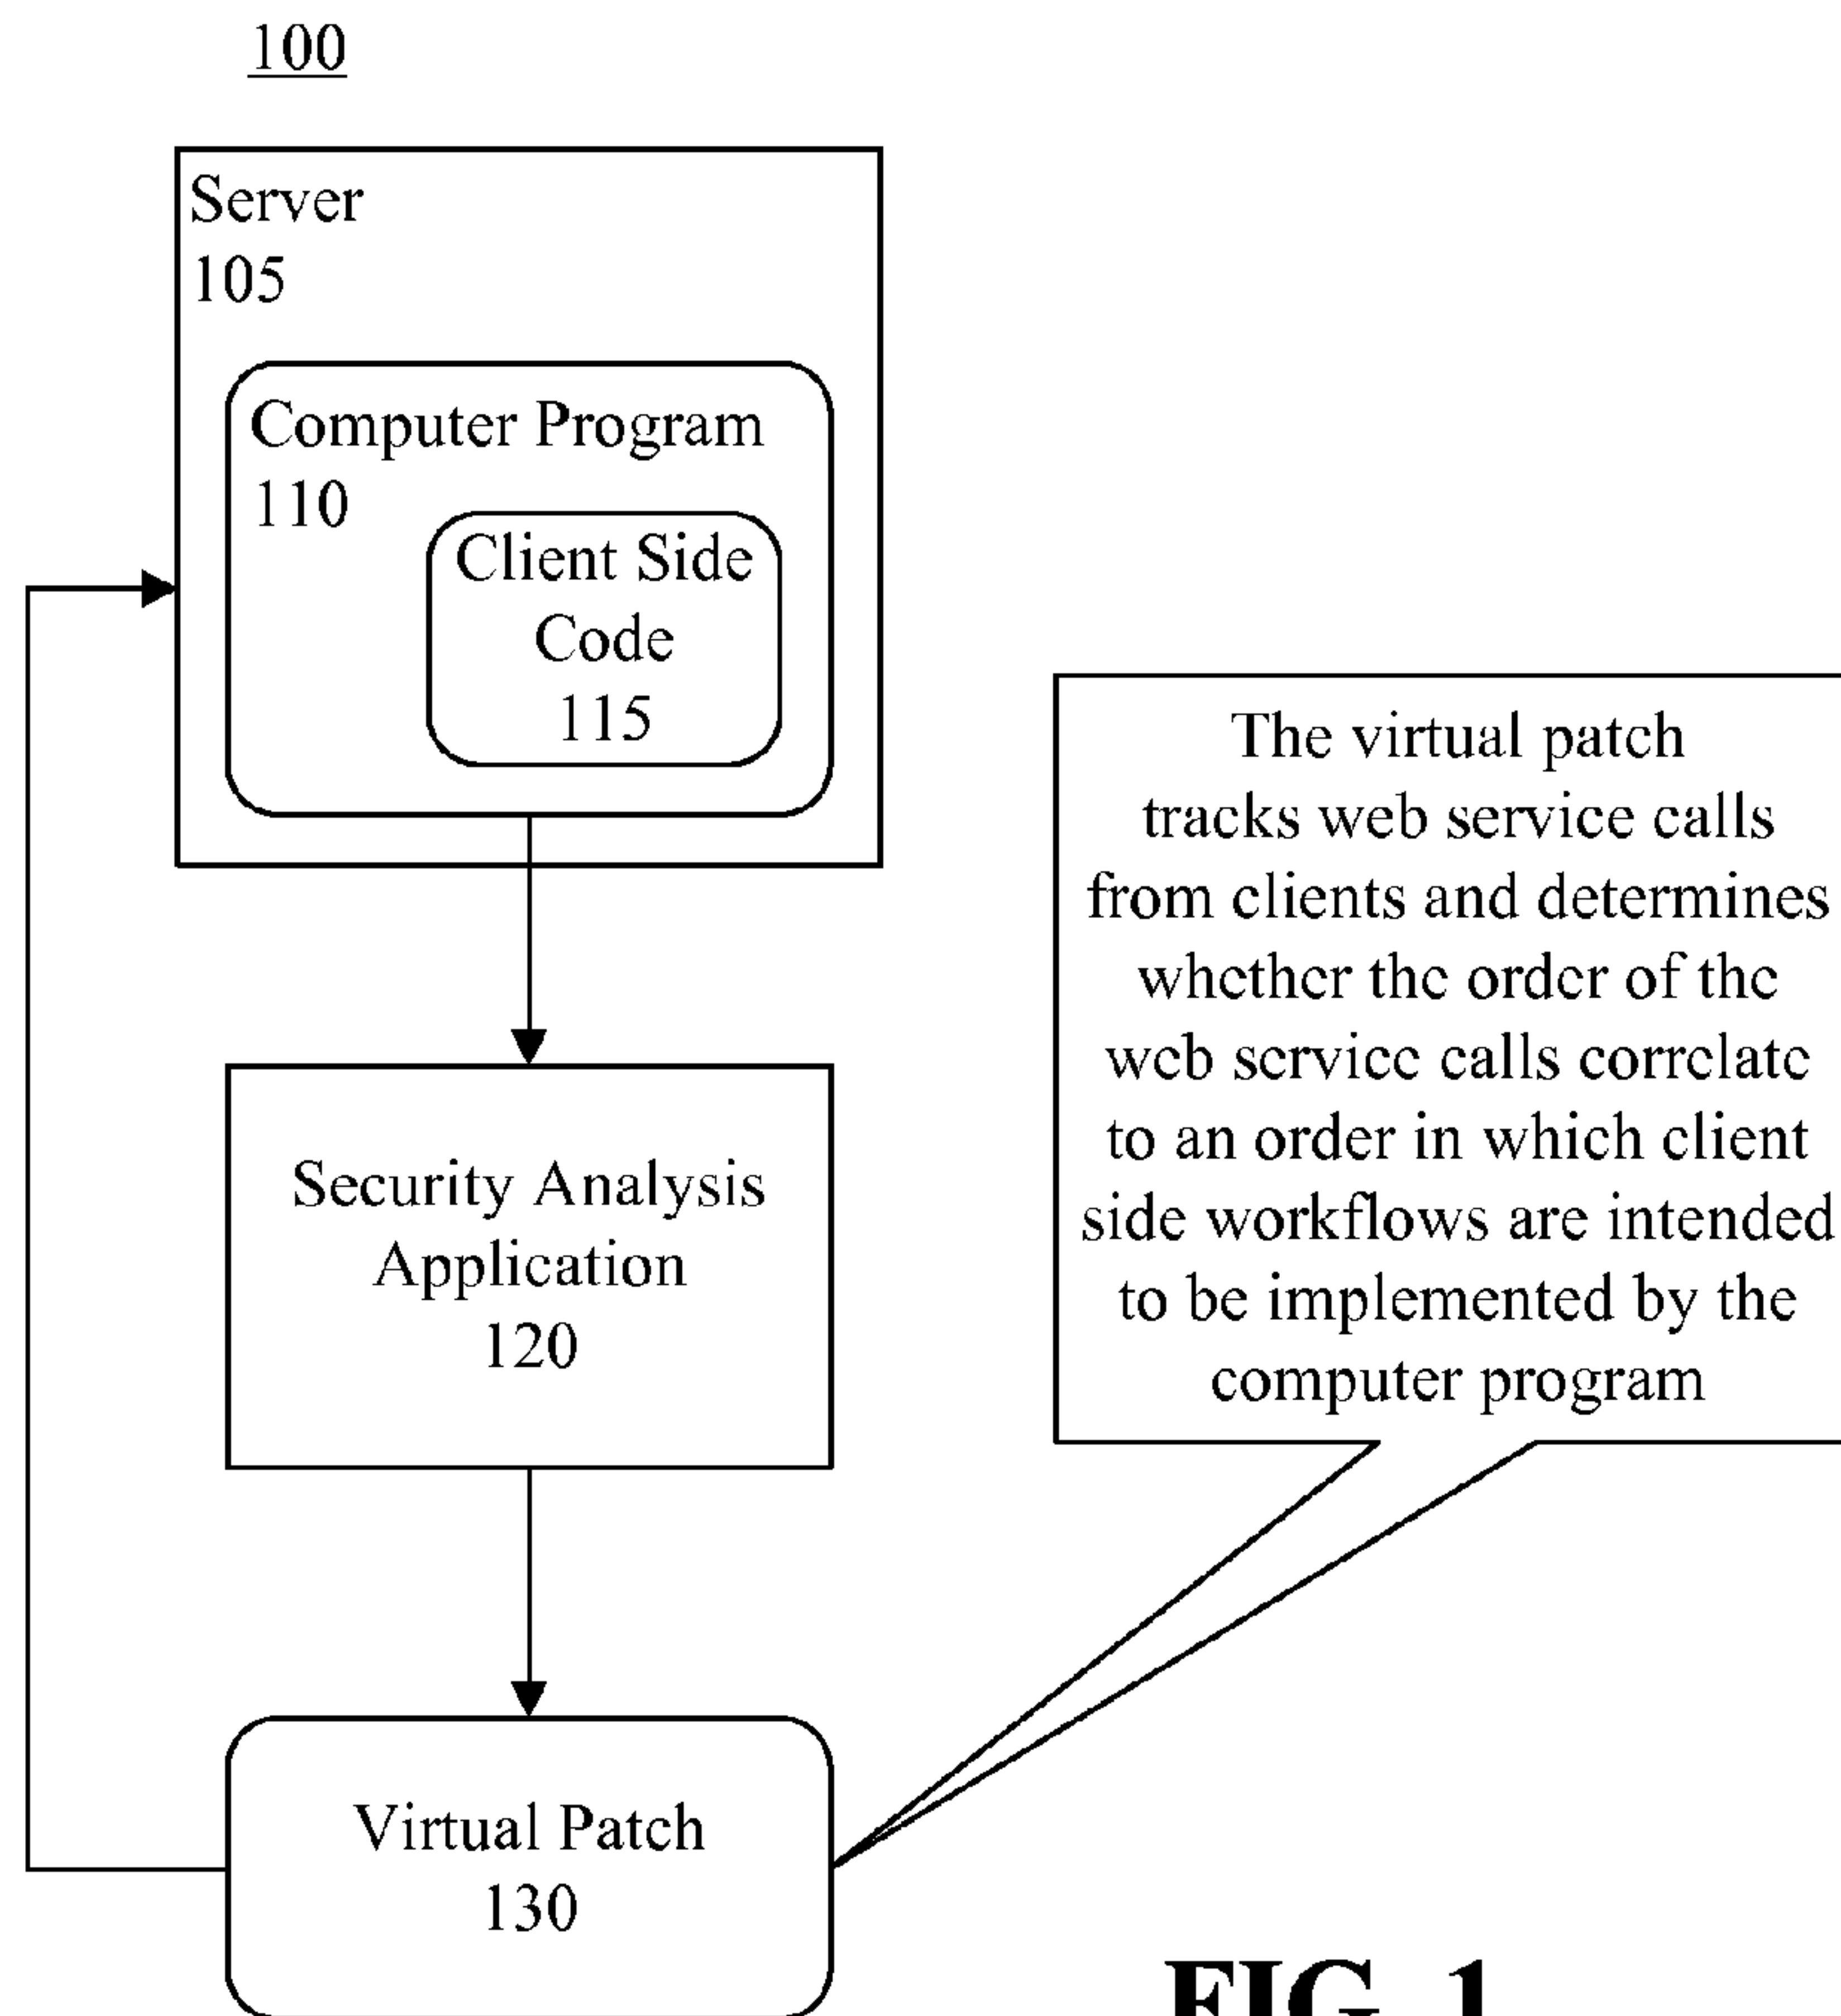 100
Server
105
Computer Program
110
Client Side
Code
115
The virtual patch
tracks web service calls
from clients and determines
whether the order of the
web service calls correlate
to an order in which client
side workflows are intended
to be implemented by the
computer program
Security Analysis
Application
120
Virtual Patch
130
FIG. 1